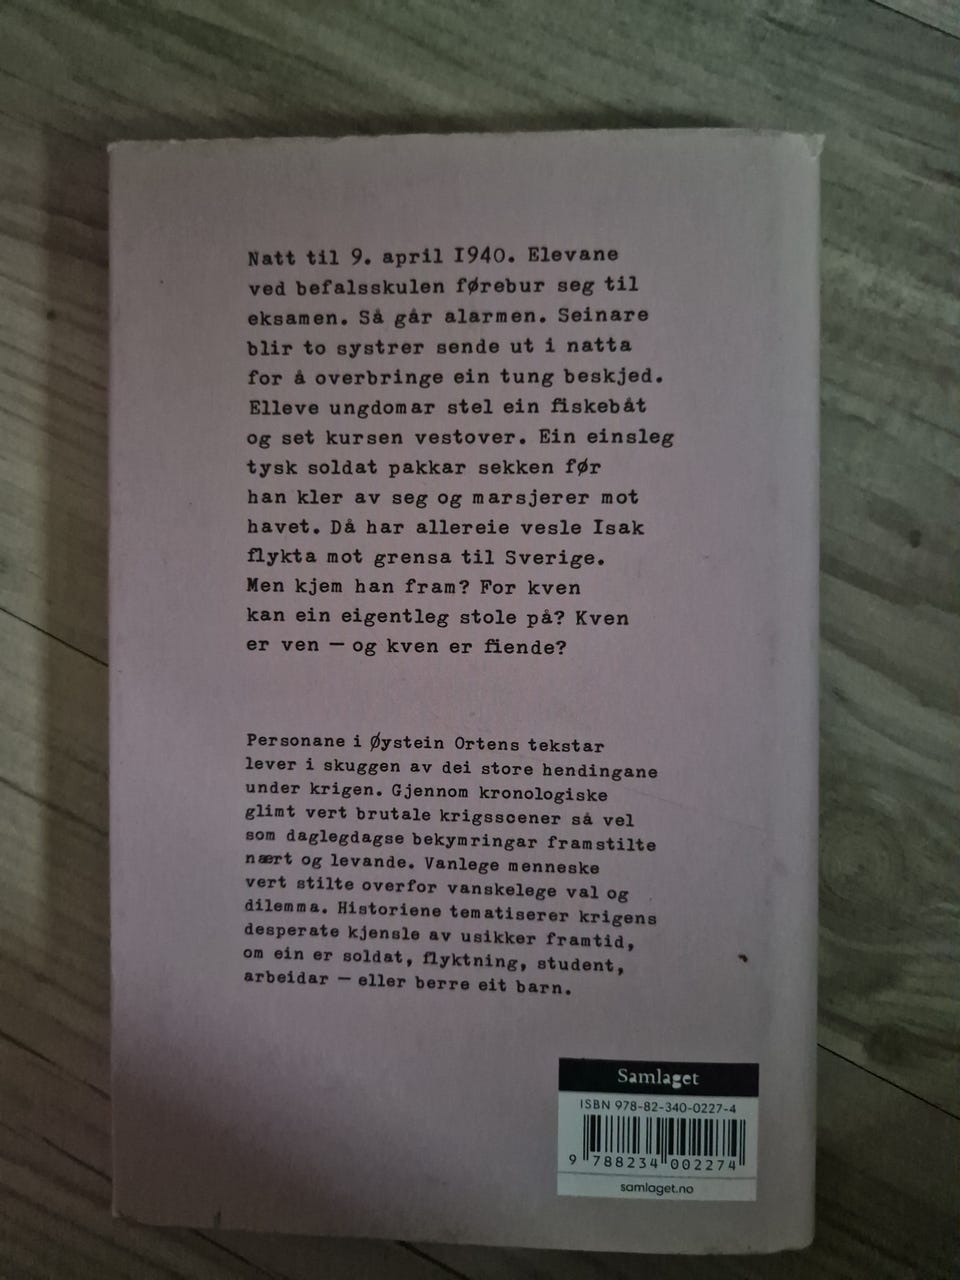 Natt til 9. april 1940. Elevane
ved befalsskulen førebur seg til
eksamen. Så går alarmen. Seinare
blir to systrer sende ut i natta
for å overbringe ein tung beskjed.
Elleve ungdomar stel ein fiskebåt
og set kursen vestover. Ein einsleg
tysk soldat pakkar sekken før
han kler av seg og marsjerer mot
havet. Då har allereie vesle Isak
flykta mot grensa til Sverige.
Men kjem han fram? For kven
kan ein eigentleg stole på? Kven
er ven — og kven er fiende?
Personane i Øystein Ortens tekstar
lever i skuggen av dei store hendingane
under krigen. Gjennom kronologiske
glimt vert brutale krigsscener så vel
som daglegdagse bekymringar framstilte
nært og levande. Vanlege menneske
vert stilte overfor vanskelege val og
dilemma. Historiene tematiserer krigens
desperate kjensle av usikker framtid,
om ein er soldat, flyktning, student,
arbeidar — eller berre eit barn.
Samlaget
ISBN 978-82-340-0227-4
9 788234 002274
samlaget.no